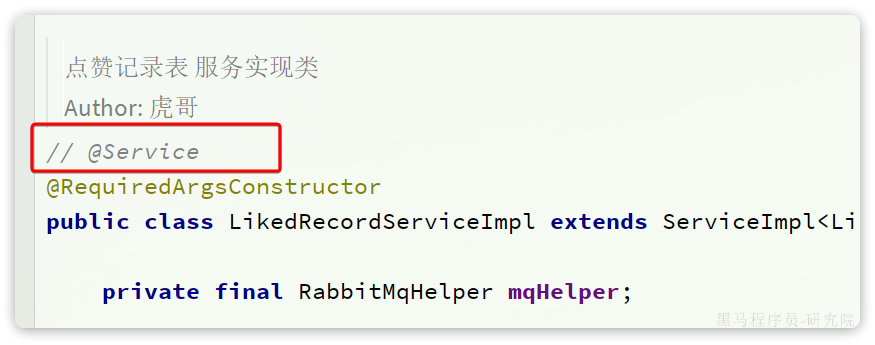 点赞记录表 服务实现类
Author: 虎哥
// @Service
@RequiredArgsConstructor
public class LikedRecordServiceImpl extends ServiceImpl<Li
private final RabbitMqHelper mqHelper;
黑马程序员-研究院